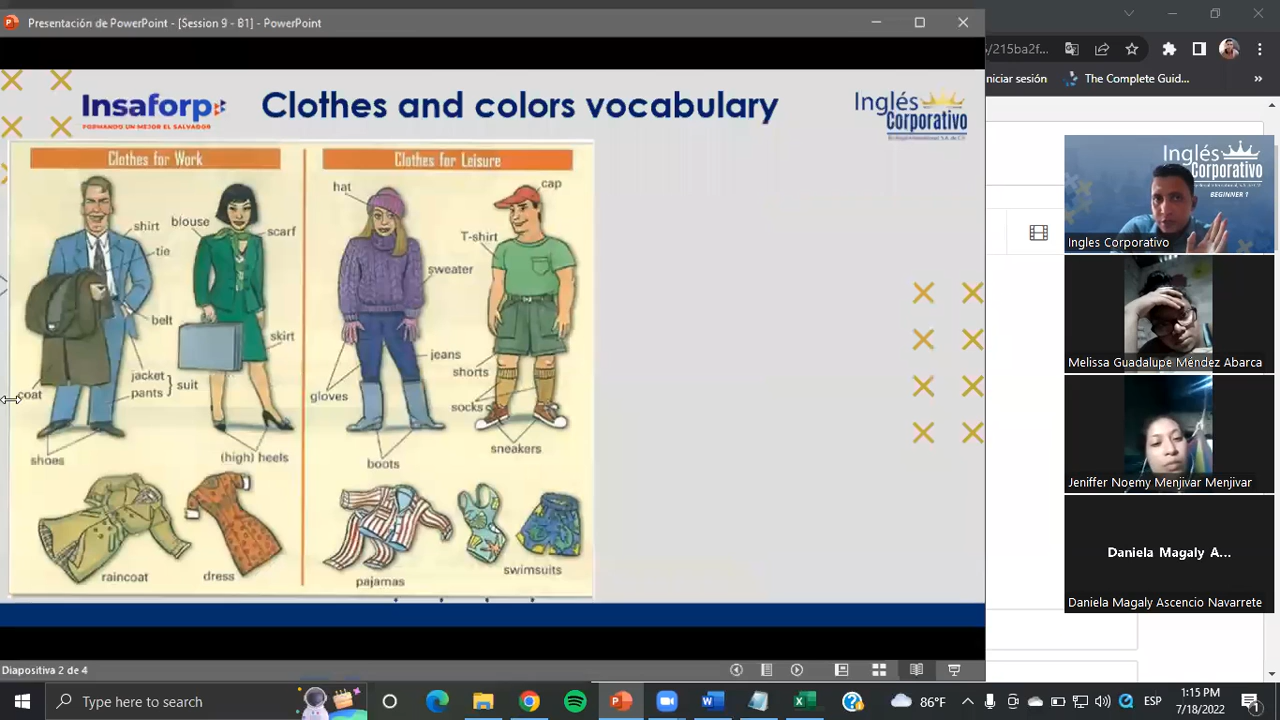 Presentación de PowerPoint - [Session 9 - B1] - PowerPoint
/215ba2f...
iniciar sesión
The Complete Guid...
»
Insaforp
FORMANDO UN MEJOR EL SALVADOR
Clothes and colors vocabulary
Inglés
Corporativo
Clothes for Work
Clothes for Leisure
hat
cap
shirt
blouse
scarf
tie
T-shirt
sweater
belt
skirt
jeans
jacket
pants
suit
shorts
coat
gloves
socks
shoes
(high) heels
boots
sneakers
raincoat
dress
pajamas
swimsuits
Inglés
Corporativo
BEGINNER 1
Ingles Corporativo
Melissa Guadalupe Méndez Abarca
Jeniffer Noemy Menjivar Menjivar
Daniela Magaly A...
Daniela Magaly Ascencio Navarrete
Diapositiva 2 de 4
Type here to search
86°F
ESP
1:15 PM
7/18/2022